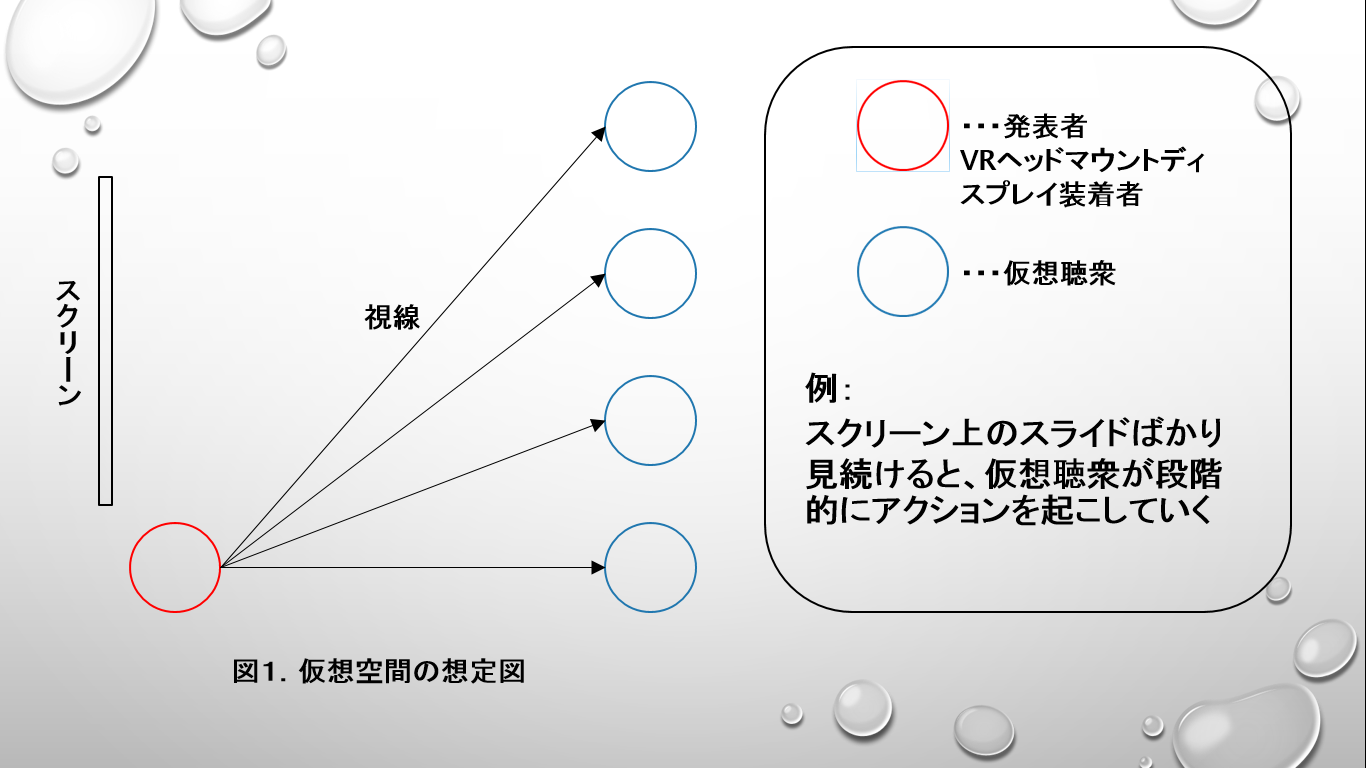 スクリーン
視線
図1．仮想空間の想定図
・・・発表者
VRヘッドマウントディ
スプレイ装着者
・・・仮想聴衆
例：
スクリーン上のスライドばかり
見続けると、仮想聴衆が段階
的にアクションを起こしていく